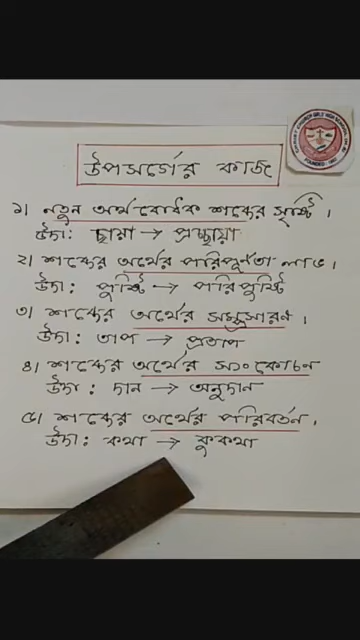 উপসর্গের কাজ
১। নতুন অর্থবোধক শব্দের সৃষ্টি।
উদা: ছায়া → প্রচ্ছায়া
২। শব্দের অর্থের পরিপূর্ণতা লাভ।
উদা: পুষ্টি → পরিপুষ্টি
৩। শব্দের অর্থের সম্প্রসারণ।
উদা: তাপ → প্রতাপ
৪। শব্দের অর্থের সংকোচন
উদা: দান → অনুদান
৫। শব্দের অর্থের পরিবর্তন।
উদা: কথা → কুকথা